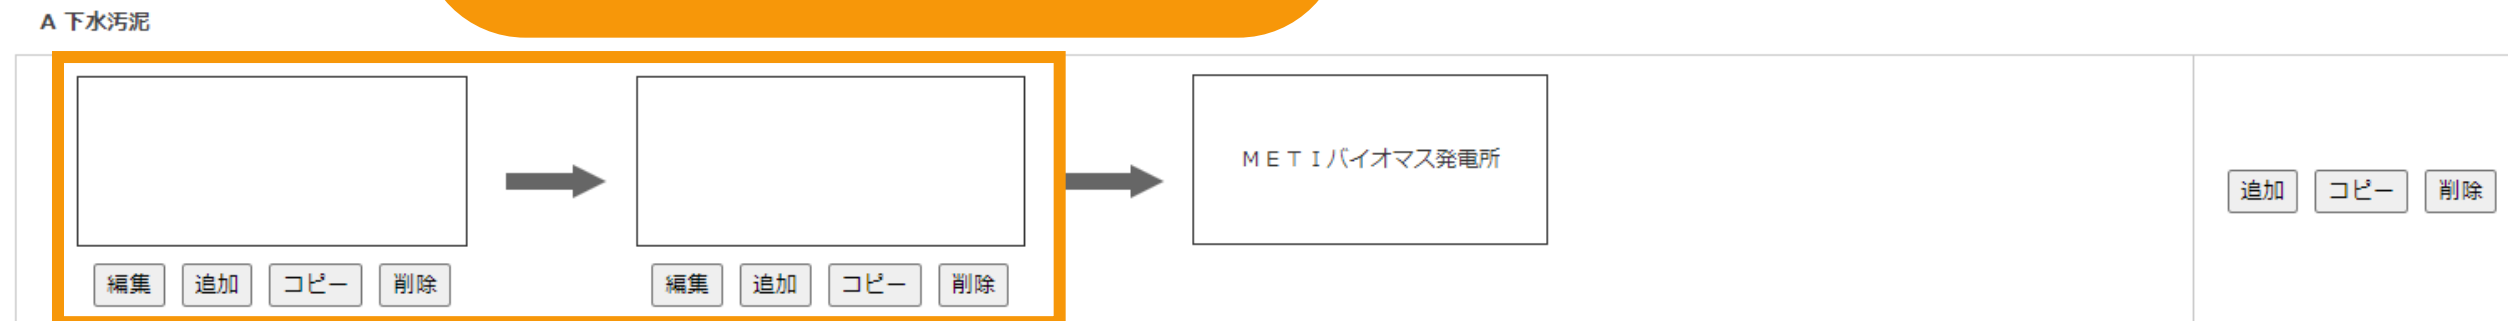 A 下水汚泥
ＭＥＴＩバイオマス発電所
追加 コピー 削除
編集 追加 コピー 削除 編集 追加 コピー 削除